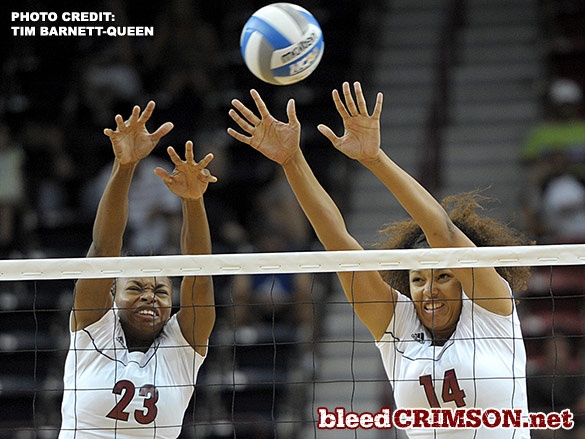 PHOTO CREDIT:
TIM BARNETT-QUEEN
23
14
bleedCRIMSON.net